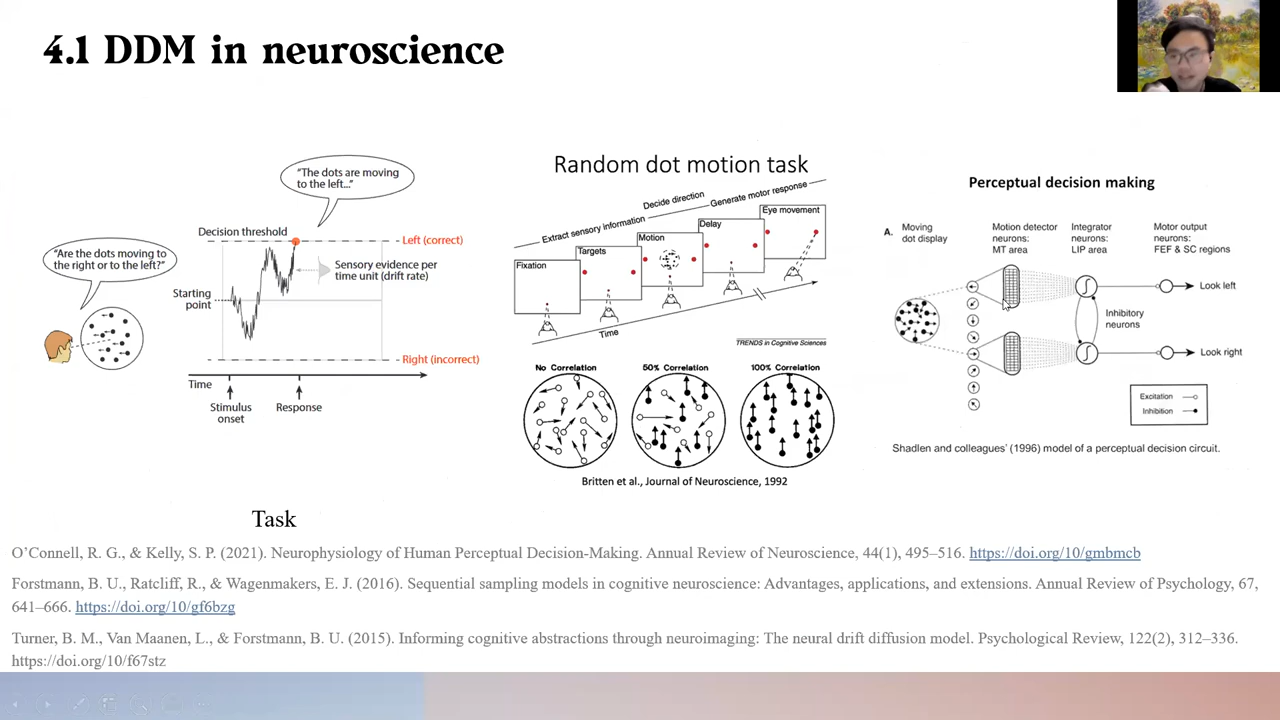 4.1 DDM in neuroscience
"The dots are moving
to the left..."
"Are the dots moving to
the right or to the left?"
Decision threshold
Left (correct)
Sensory evidence per
time unit (drift rate)
Starting
point
Right (incorrect)
Time
Stimulus
onset
Response
Task
Random dot motion task
Extract sensory information
Decide direction
Generate motor response
Fixation
Targets
Motion
Delay
Eye movement
Time
TRENDS in Cognitive Sciences
No Correlation
50% Correlation
100% Correlation
Britten et al., Journal of Neuroscience, 1992
Perceptual decision making
A.
Moving
dot display
Motion detector
neurons:
MT area
Integrator
neurons:
LIP area
Motor output
neurons:
FEF & SC regions
Look left
Inhibitory
neurons
Look right
Excitation
Inhibition
Shadlen and colleagues' (1996) model of a perceptual decision circuit.
O'Connell, R. G., & Kelly, S. P. (2021). Neurophysiology of Human Perceptual Decision-Making. Annual Review of Neuroscience, 44(1), 495–516. https://doi.org/10/gmbmcb
Forstmann, B. U., Ratcliff, R., & Wagenmakers, E. J. (2016). Sequential sampling models in cognitive neuroscience: Advantages, applications, and extensions. Annual Review of Psychology, 67,
641–666. https://doi.org/10/gf6bzg
Turner, B. M., Van Maanen, L., & Forstmann, B. U. (2015). Informing cognitive abstractions through neuroimaging: The neural drift diffusion model. Psychological Review, 122(2), 312–336.
https://doi.org/10/f67stz